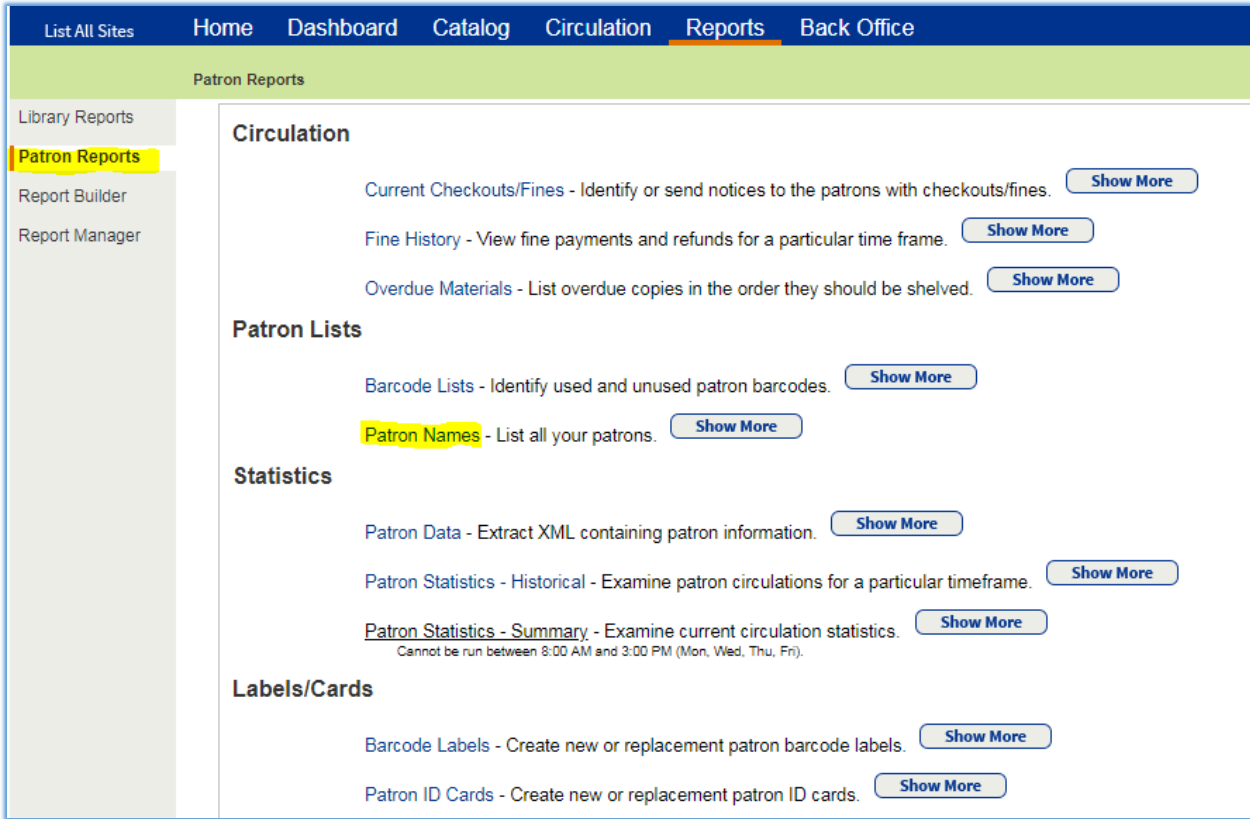 List All Sites Home Dashboard Catalog Circulation Reports Back Office
Patron Reports
Library Reports
Patron Reports
Report Builder
Report Manager
Circulation
Current Checkouts/Fines - Identify or send notices to the patrons with checkouts/fines. Show More
Fine History - View fine payments and refunds for a particular time frame. Show More
Overdue Materials - List overdue copies in the order they should be shelved. Show More
Patron Lists
Barcode Lists - Identify used and unused patron barcodes. Show More
Patron Names - List all your patrons. Show More
Statistics
Patron Data - Extract XML containing patron information. Show More
Patron Statistics - Historical - Examine patron circulations for a particular timeframe. Show More
Patron Statistics - Summary - Examine current circulation statistics. Show More
Cannot be run between 8:00 AM and 3:00 PM (Mon, Wed, Thu, Fri).
Labels/Cards
Barcode Labels - Create new or replacement patron barcode labels. Show More
Patron ID Cards - Create new or replacement patron ID cards. Show More